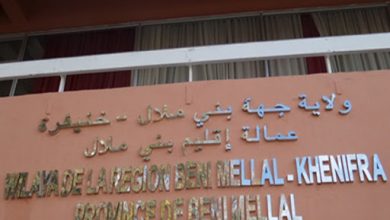 ولاية جهة بني ملال - خنيفرة
عمالة إقليم بني ملال
WILAYA DE LA REGION BENI MELLAL - KHENIFRA
PROVINCE DE BENI MELLAL